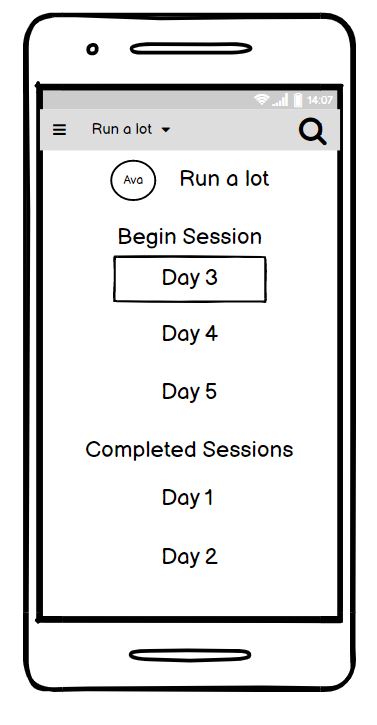 14:07
Run a lot
Ava Run a lot
Begin Session
Day 3
Day 4
Day 5
Completed Sessions
Day 1
Day 2